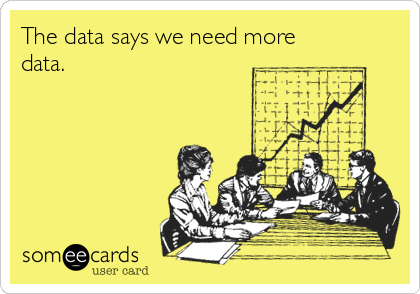 The data says we need more
data.
someecards
user card